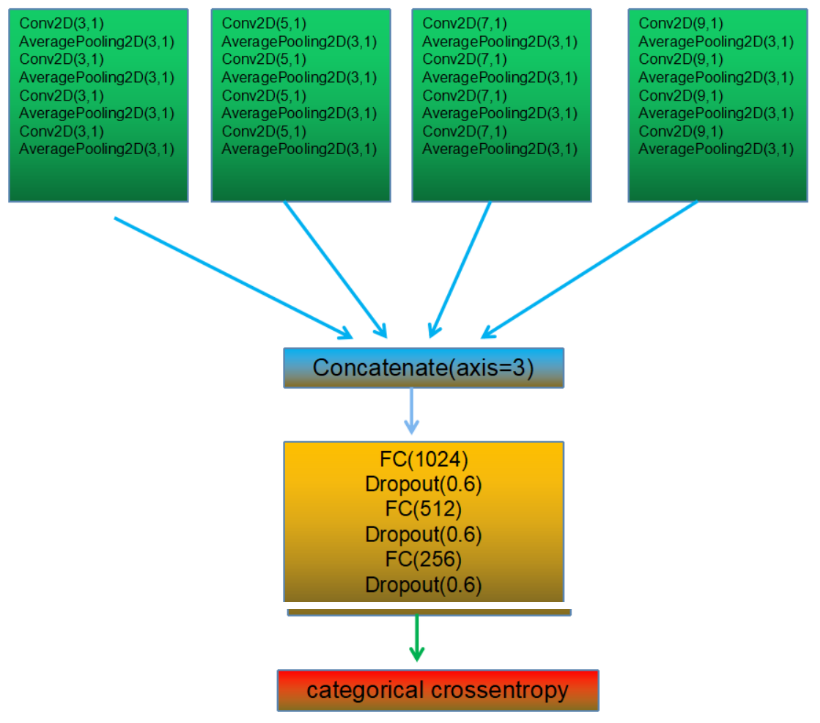 Conv2D(3,1)
AveragePooling2D(3,1)
Conv2D(3,1)
AveragePooling2D(3,1)
Conv2D(3,1)
AveragePooling2D(3,1)
Conv2D(3,1)
AveragePooling2D(3,1)
Conv2D(5,1)
AveragePooling2D(3,1)
Conv2D(5,1)
AveragePooling2D(3,1)
Conv2D(5,1)
AveragePooling2D(3,1)
Conv2D(5,1)
AveragePooling2D(3,1)
Conv2D(7,1)
AveragePooling2D(3,1)
Conv2D(7,1)
AveragePooling2D(3,1)
Conv2D(7,1)
AveragePooling2D(3,1)
Conv2D(7,1)
AveragePooling2D(3,1)
Conv2D(9,1)
AveragePooling2D(3,1)
Conv2D(9,1)
AveragePooling2D(3,1)
Conv2D(9,1)
AveragePooling2D(3,1)
Conv2D(9,1)
AveragePooling2D(3,1)
Concatenate(axis=3)
FC(1024)
Dropout(0.6)
FC(512)
Dropout(0.6)
FC(256)
Dropout(0.6)
categorical crossentropy